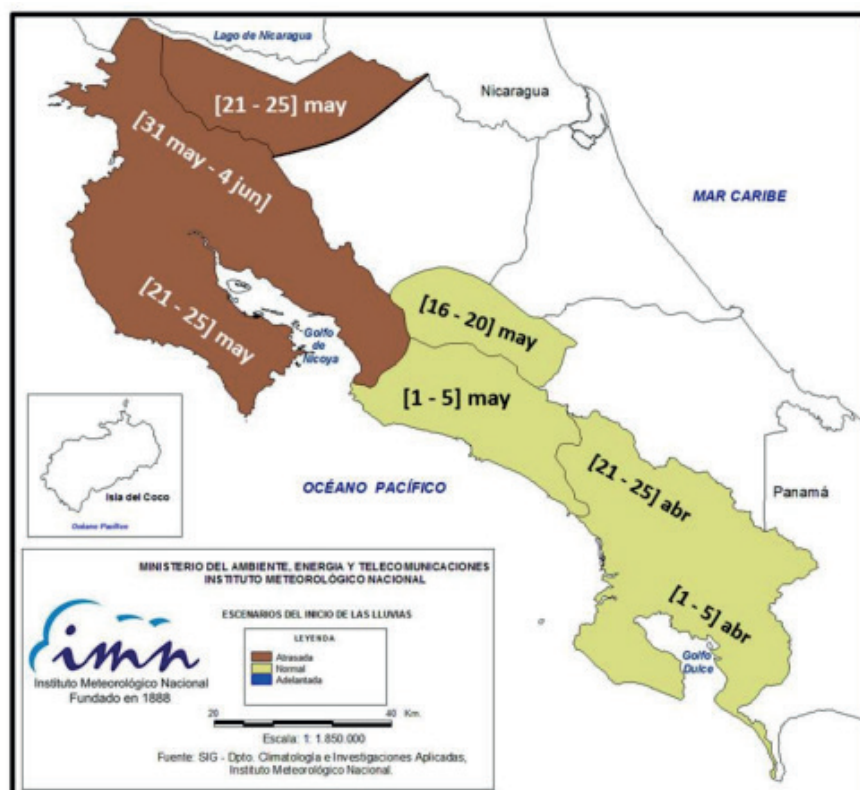 Lago de Nicaragua
[21 - 25] may
Nicaragua
[31 may - 4 jun]
MAR CARIBE
[21 - 25] may
Golfo
de
Nicoya
[16 - 20] may
[1 - 5] may
Isla del Coco
Océano Pacífico
OCÉANO PACÍFICO
[21 - 25] abr
Panamá
[1 - 5] abr
Golfo
Dulce
MINISTERIO DEL AMBIENTE, ENERGIA Y TELECOMUNICACIONES
INSTITUTO METEOROLÓGICO NACIONAL
ESCENARIOS DEL INICIO DE LAS LLUVIAS
LEYENDA
Atrasada
Normal
Adelantada
imn
Instituto Meteorológico Nacional
Fundado en 1888
20 0 40 Km.
Escala: 1: 1.850.000
Fuente: SIG - Dpto. Climatología e Investigaciones Aplicadas,
Instituto Meteorológico Nacional.